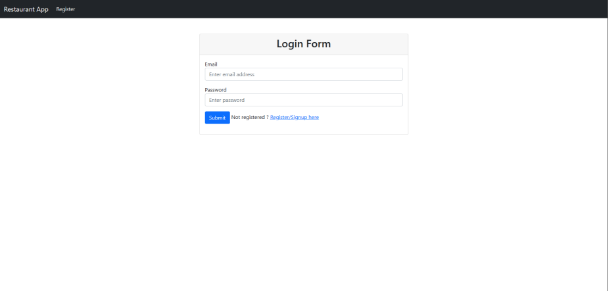 Restaurant App Register
Login Form
Email
Enter email address
Password
Enter password
Submit Not registered ? Register/Signup here